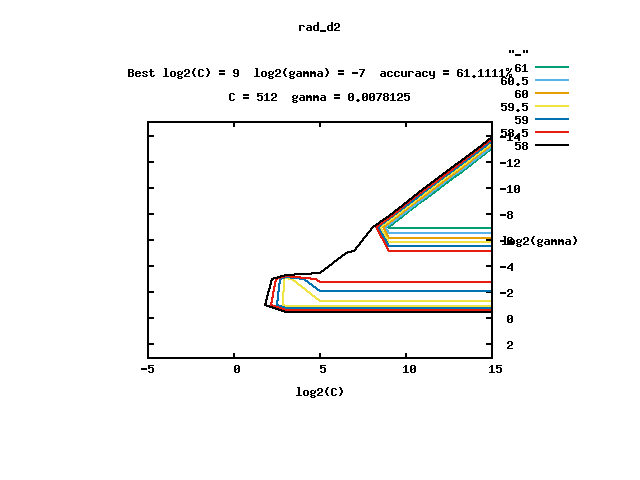 rad_d2
"_"
Best log2(C) = 9  log2(gamma) = -7  accuracy = 61.1111%
C = 512  gamma = 0.0078125
61
60.5
60
59.5
59
58.5
58
-14
-12
-10
-8
-6
log2(gamma)
-4
-2
0
2
-5 0 5 10 15
log2(C)